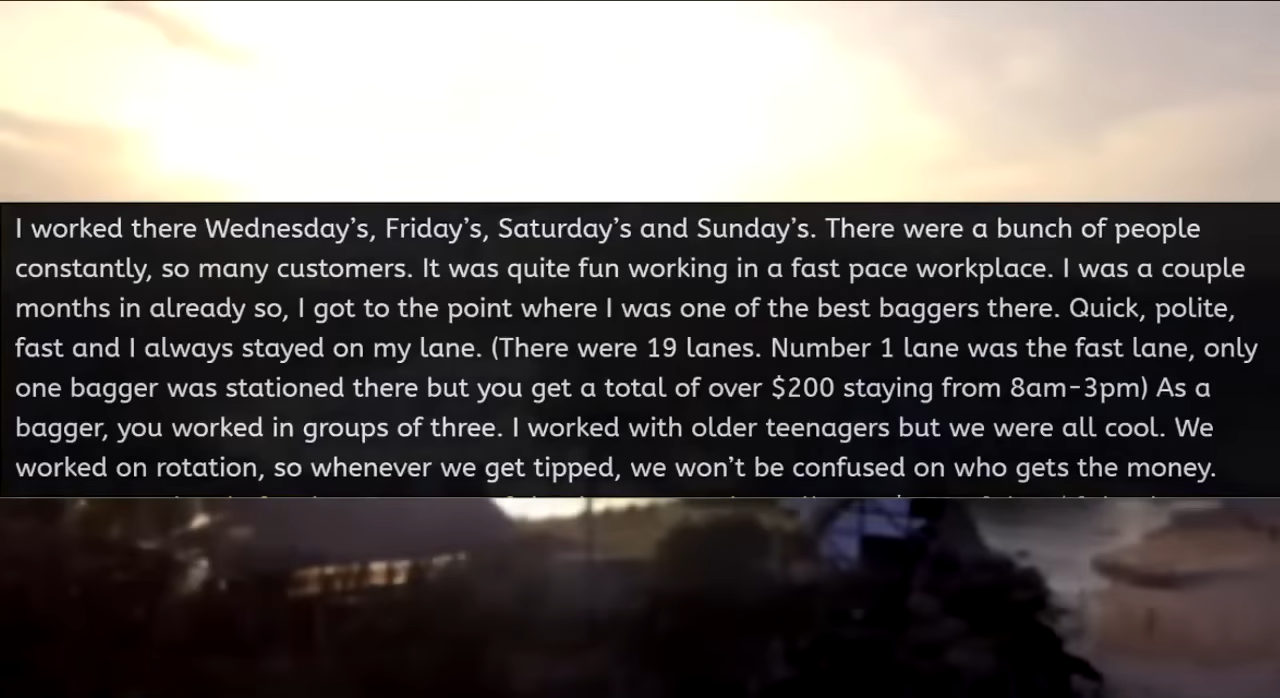 I worked there Wednesday’s, Friday’s, Saturday’s and Sunday’s. There were a bunch of people
constantly, so many customers. It was quite fun working in a fast pace workplace. I was a couple
months in already so, I got to the point where I was one of the best baggers there. Quick, polite,
fast and I always stayed on my lane. (There were 19 lanes. Number 1 lane was the fast lane, only
one bagger was stationed there but you get a total of over $200 staying from 8am-3pm) As a
bagger, you worked in groups of three. I worked with older teenagers but we were all cool. We
worked on rotation, so whenever we get tipped, we won’t be confused on who gets the money.